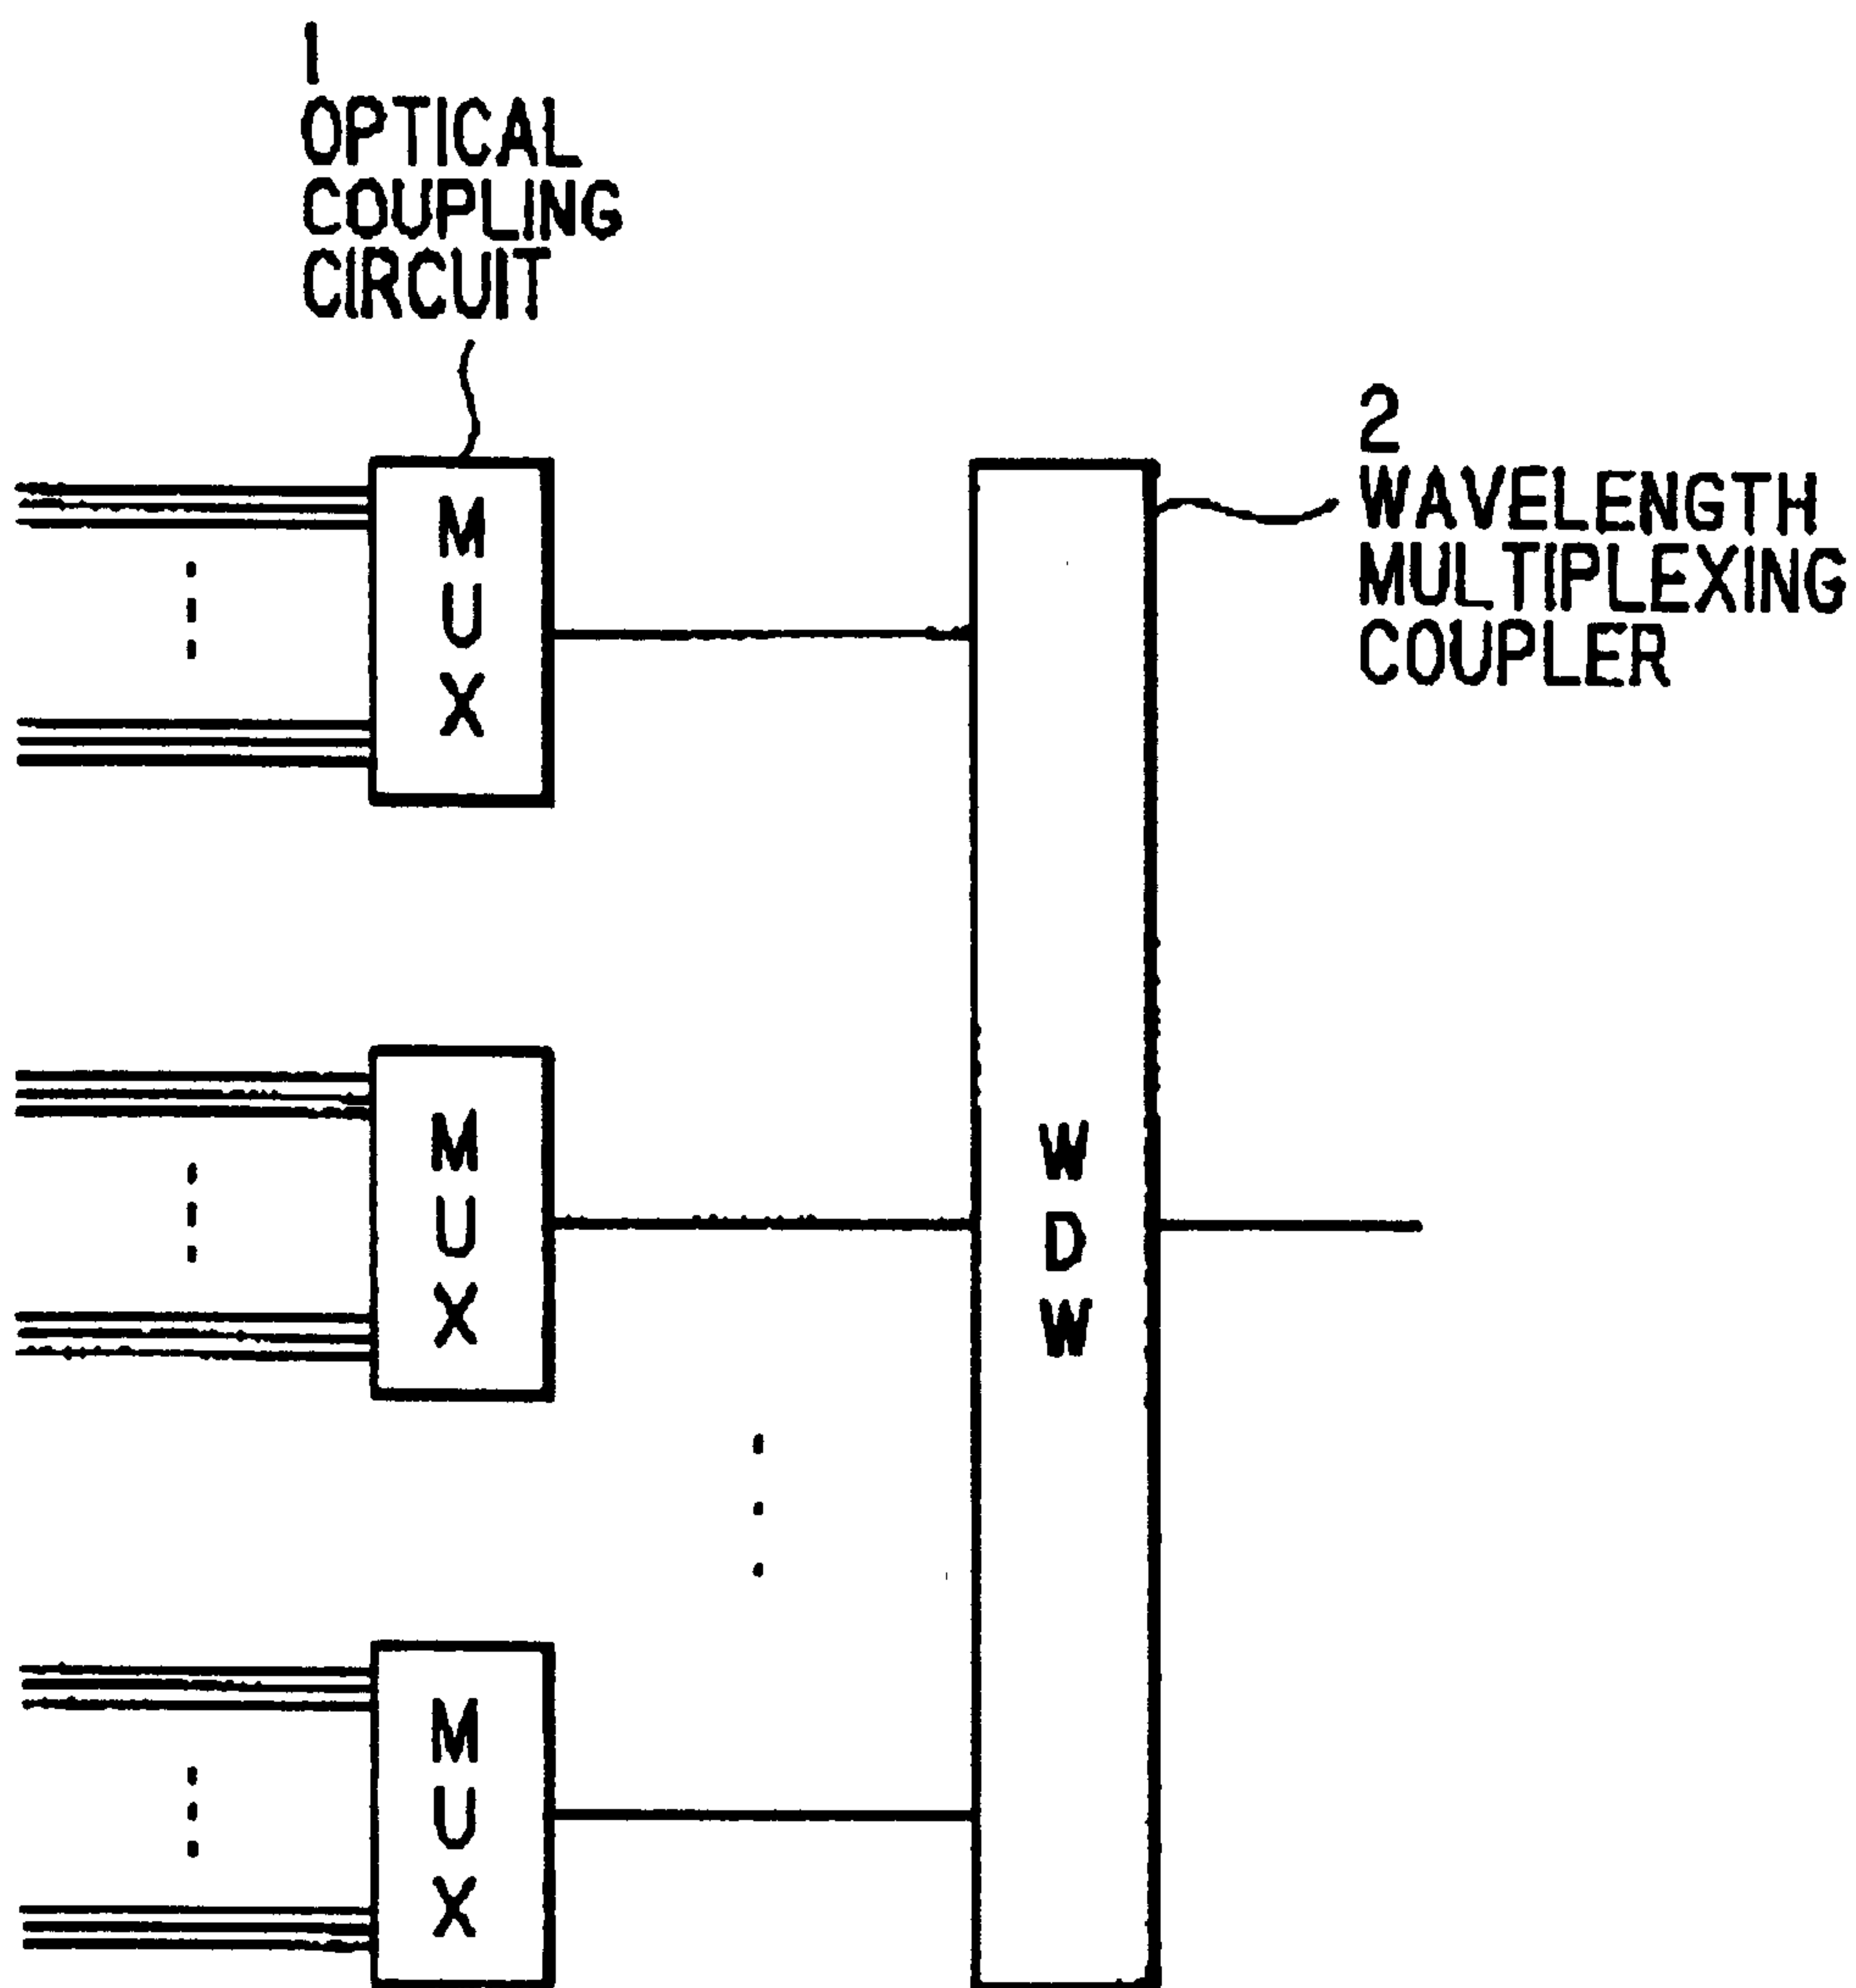 1
OPTICAL
COUPLING
CIRCUIT
2
WAVELENGTH
MULTIPLEXING
COUPLER
M
U
X
M
U
X
W
D
W
M
U
X